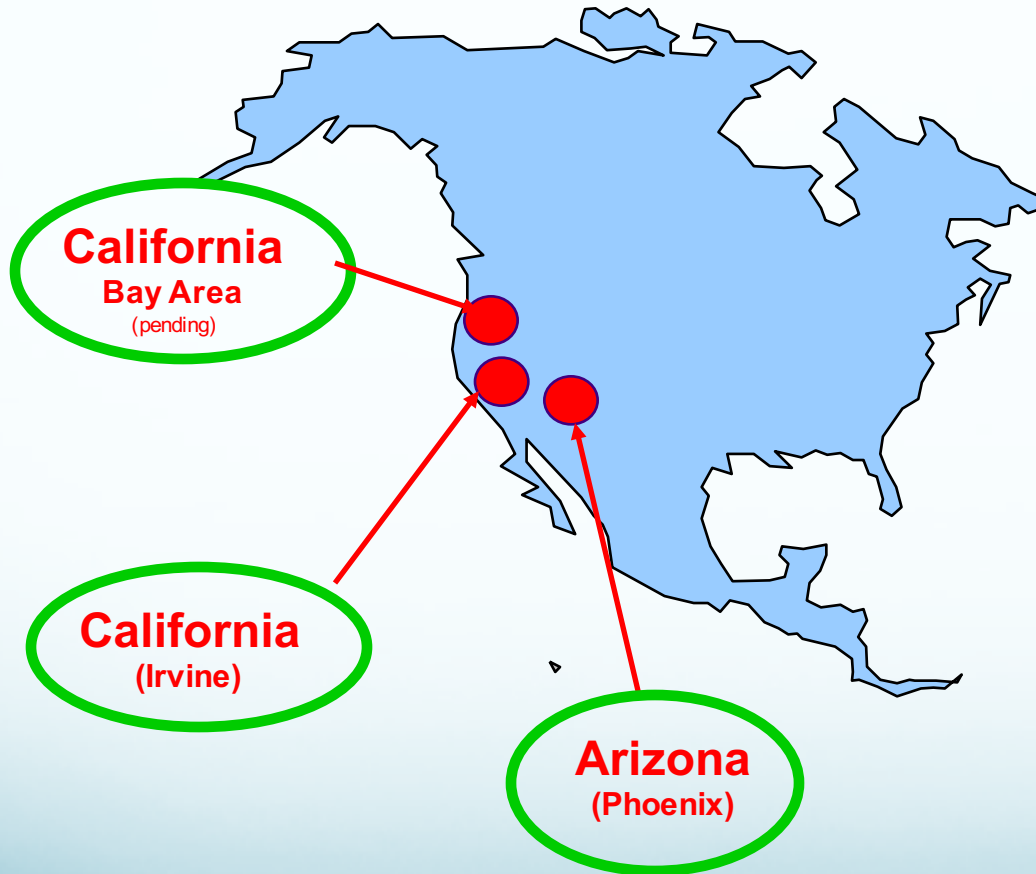 California
Bay Area
(pending)
California
(Irvine)
Arizona
(Phoenix)